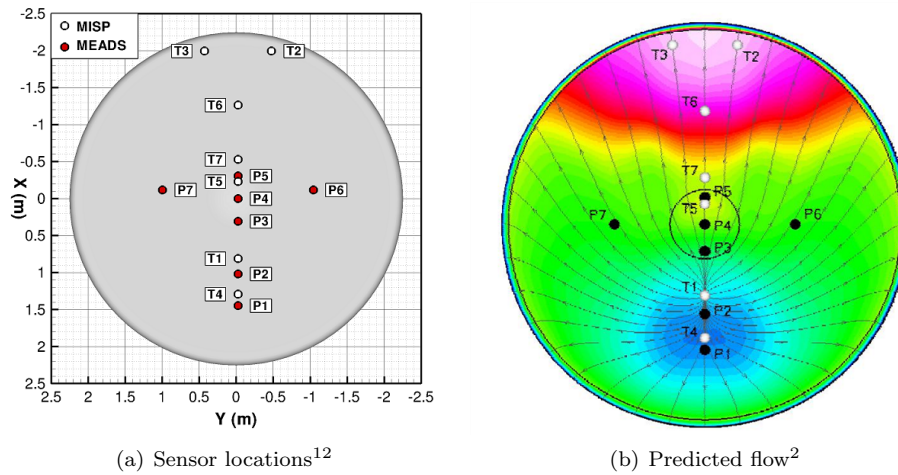 MISP
MEADS
-2.5
-2
-1.5
-1
-0.5
0
0.5
1
1.5
2
2.5
X (m)
2.5 2 1.5 1 0.5 0 -0.5 -1 -1.5 -2 -2.5
Y (m)
T3 T2
T6
T7
P5
T5
P7 P6
P4
P3
T1
P2
T4
P1
(a) Sensor locations12
T3 T2
T6
T7
P5
T5
P7 P4 P6
P3
T1
P2
T4
P1
(b) Predicted flow2